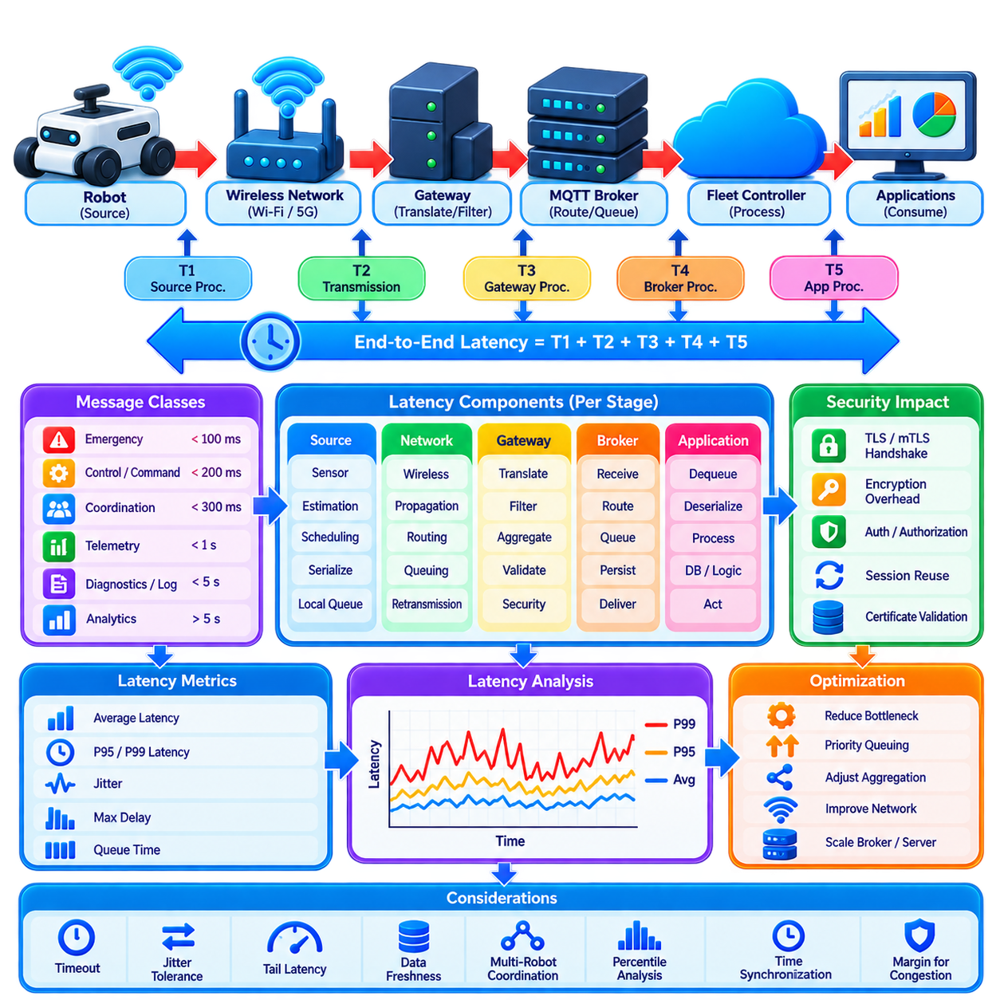 Robot
(Source)
Wireless Network
(Wi-Fi / 5G)
Gateway
(Translate/Filter)
MQTT Broker
(Route/Queue)
Fleet Controller
(Process)
Applications
(Consume)
T1
Source Proc.
T2
Transmission
T3
Gateway Proc.
T4
Broker Proc.
T5
App Proc.
End-to-End Latency = T1 + T2 + T3 + T4 + T5
Message Classes
Emergency < 100 ms
Control / Command < 200 ms
Coordination < 300 ms
Telemetry < 1 s
Diagnostics / Log < 5 s
Analytics > 5 s
Latency Components (Per Stage)
Source
Sensor
Estimation
Scheduling
Serialize
Local Queue
Network
Wireless
Propagation
Routing
Queuing
Retransmission
Gateway
Translate
Filter
Aggregate
Validate
Security
Broker
Receive
Route
Queue
Persist
Deliver
Application
Dequeue
Deserialize
Process
DB / Logic
Act
Security Impact
TLS / mTLS
Handshake
Encryption
Overhead
Auth / Authorization
Session Reuse
Certificate Validation
Latency Metrics
Average Latency
P95 / P99 Latency
Jitter
Max Delay
Queue Time
Latency Analysis
Latency
Time
P99
P95
Avg
Optimization
Reduce Bottleneck
Priority Queuing
Adjust Aggregation
Improve Network
Scale Broker / Server
Considerations
Timeout
Jitter
Tolerance
Tail Latency
Data
Freshness
Multi-Robot
Coordination
Percentile
Analysis
Time
Synchronization
Margin for
Congestion